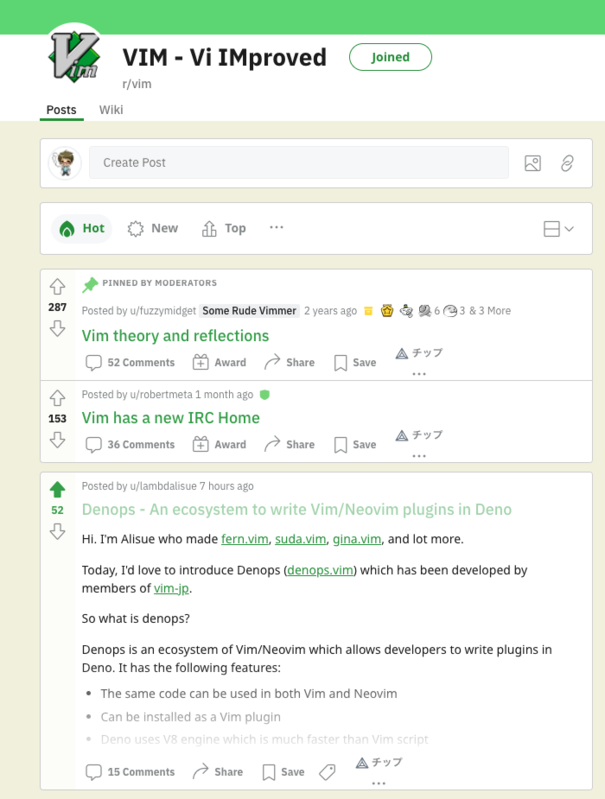 Vim
VIM - Vi IMproved
Joined
r/vim
Posts Wiki
Create Post
Hot New Top ...
PINNED BY MODERATORS
287
Posted by u/fuzzymidget Some Rude Vimmer 2 years ago 6 3 & 3 More
Vim theory and reflections
52 Comments Award Share Save チップ
...
Posted by u/robertmeta 1 month ago
153
Vim has a new IRC Home
36 Comments Award Share Save チップ
...
Posted by u/lambdalisue 7 hours ago
52
Denops - An ecosystem to write Vim/Neovim plugins in Deno
Hi. I'm Alisue who made fern.vim, suda.vim, gina.vim, and lot more.
Today, I'd love to introduce Denops (denops.vim) which has been developed by
members of vim-jp.
So what is denops?
Denops is an ecosystem of Vim/Neovim which allows developers to write plugins in
Deno. It has the following features:
• The same code can be used in both Vim and Neovim
• Can be installed as a Vim plugin
• Deno uses V8 engine which is much faster than Vim script
15 Comments Share Save チップ
...